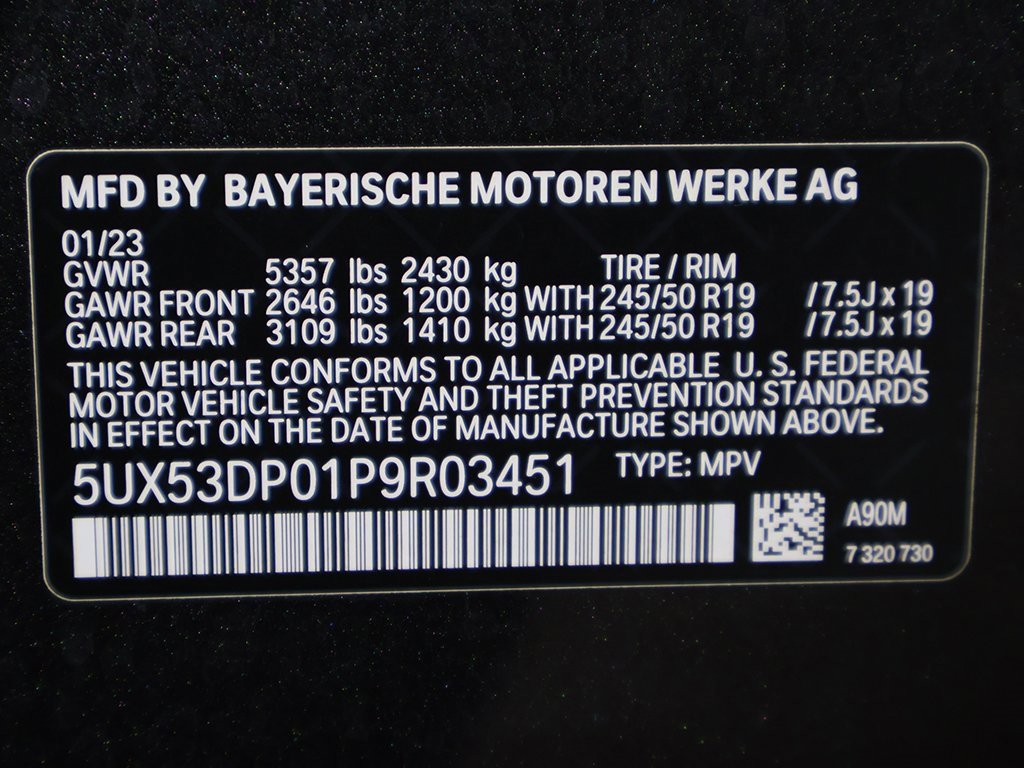 MFD BY BAYERISCHE MOTOREN WERKE AG
01/23
GVWR 5357 lbs 2430 kg TIRE / RIM
GAWR FRONT 2646 lbs 1200 kg WITH 245/50 R19 /7.5J x 19
GAWR REAR 3109 lbs 1410 kg WITH 245/50 R19 /7.5J x 19
THIS VEHICLE CONFORMS TO ALL APPLICABLE U. S. FEDERAL
MOTOR VEHICLE SAFETY AND THEFT PREVENTION STANDARDS
IN EFFECT ON THE DATE OF MANUFACTURE SHOWN ABOVE.
5UX53DP01P9R03451 TYPE: MPV
A90M
7 320 730